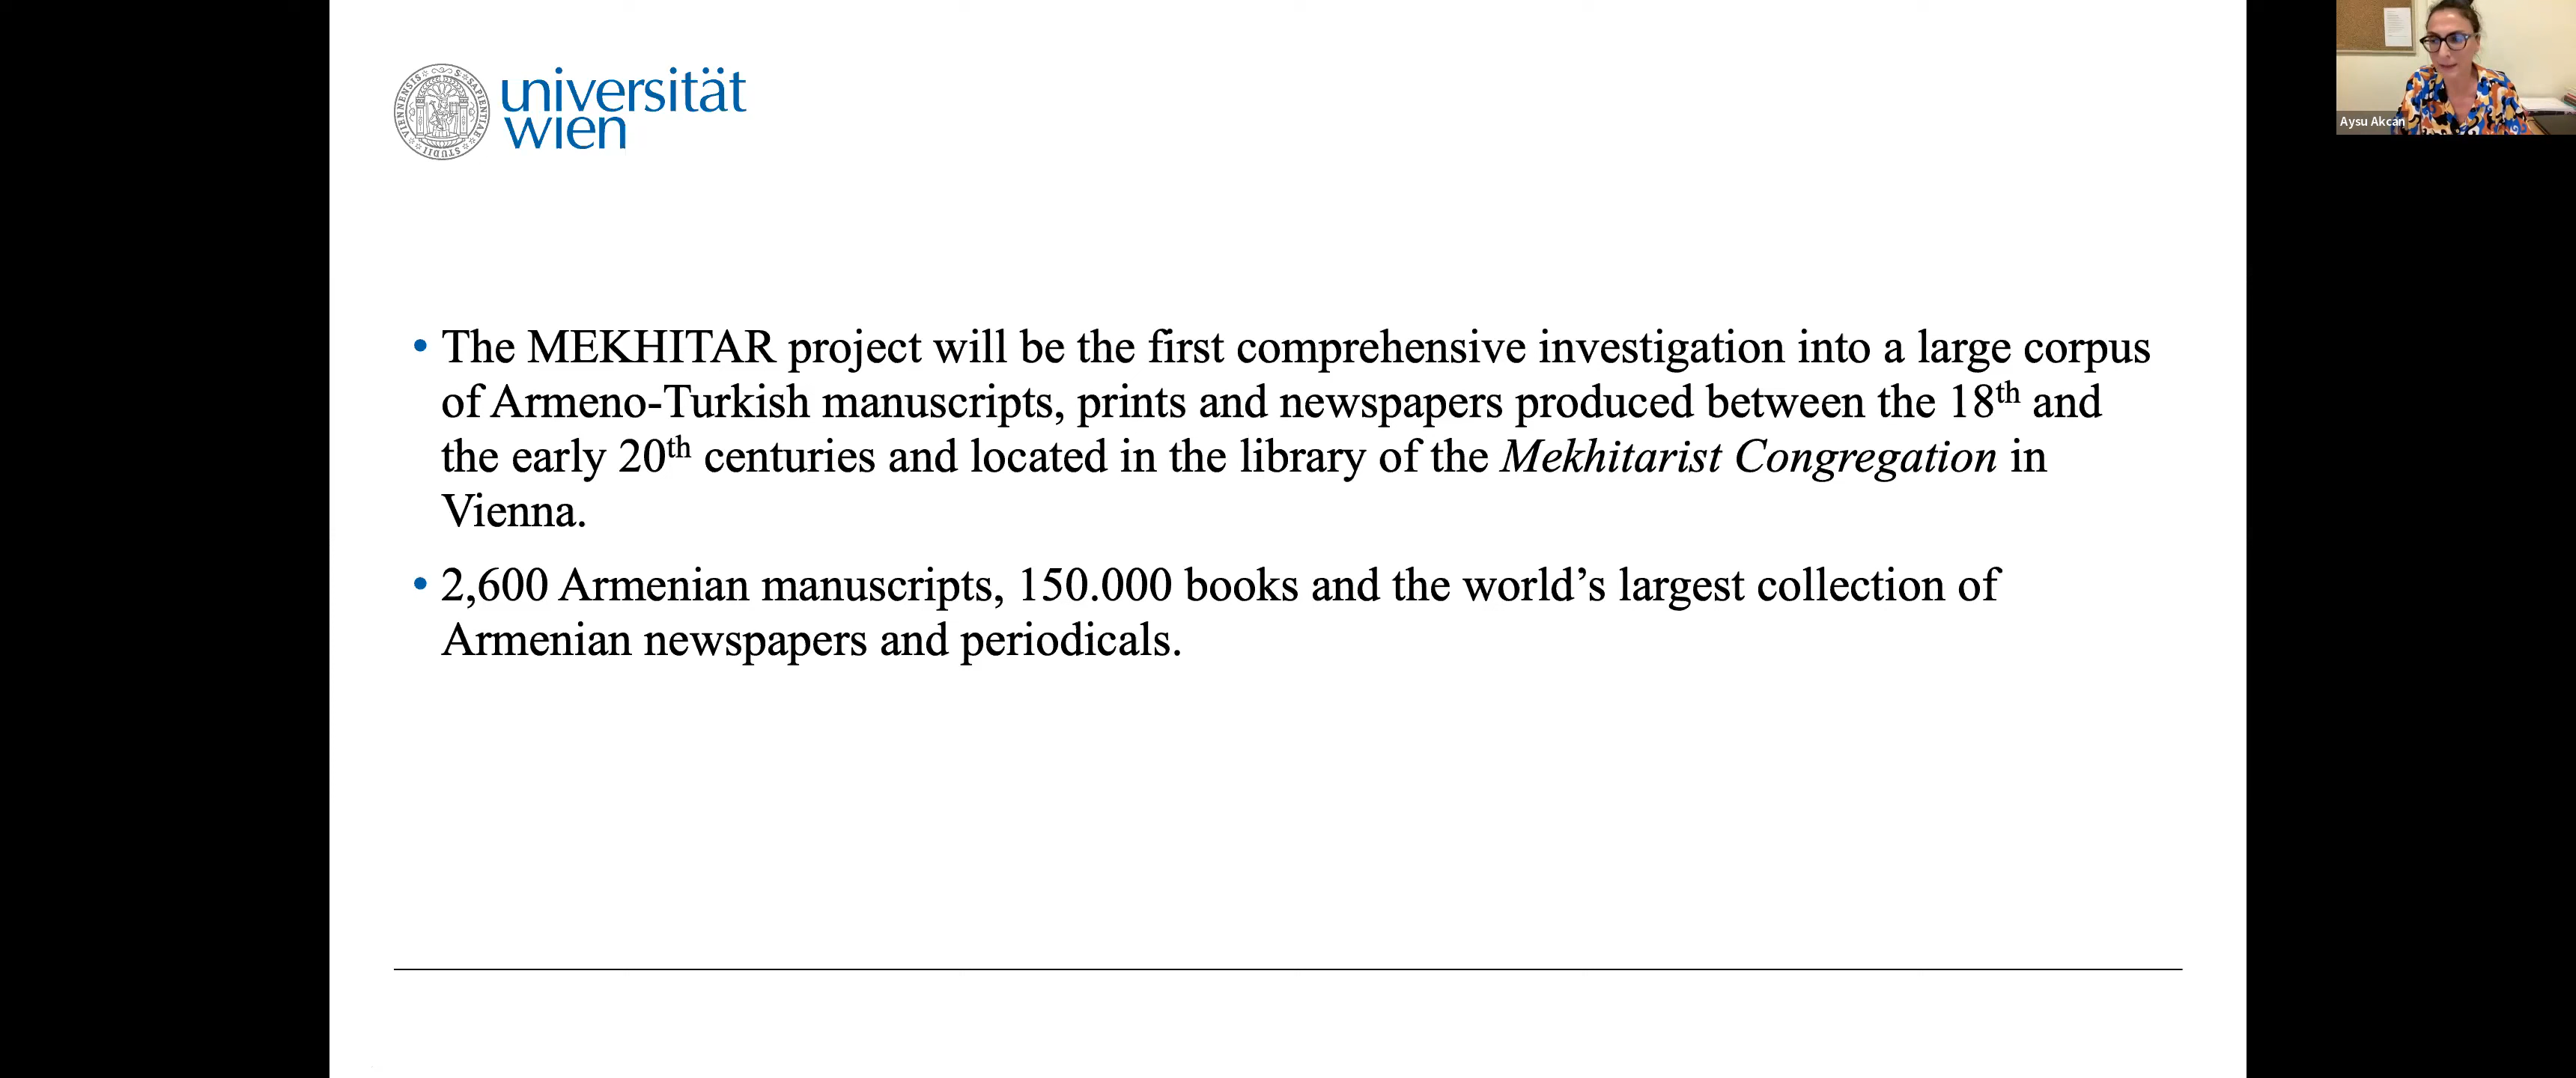 universität
wien
VIENNENSIS SAPIENTIAE STUDII
Aysu Akcan
• The MEKHITAR project will be the first comprehensive investigation into a large corpus
of Armeno-Turkish manuscripts, prints and newspapers produced between the 18th and
the early 20th centuries and located in the library of the Mekhitarist Congregation in
Vienna.
• 2,600 Armenian manuscripts, 150.000 books and the world’s largest collection of
Armenian newspapers and periodicals.